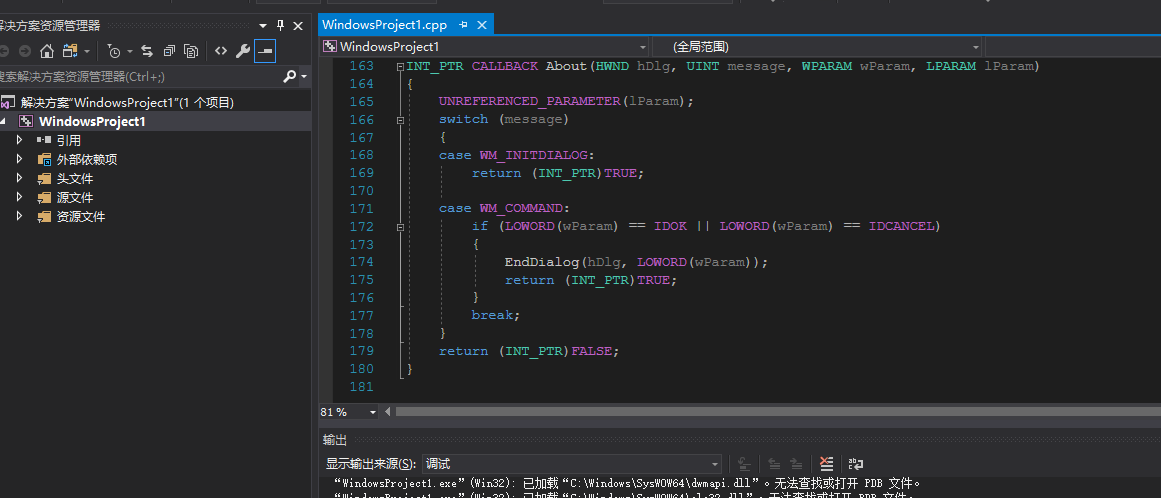 解决方案资源管理器
搜索解决方案资源管理器(Ctrl+;)
解决方案"WindowsProject1"(1 个项目)
WindowsProject1
引用
外部依赖项
头文件
源文件
资源文件
WindowsProject1.cpp
WindowsProject1 (全局范围)
163 INT_PTR CALLBACK About(HWND hDlg, UINT message, WPARAM wParam, LPARAM lParam)
164 {
165 UNREFERENCED_PARAMETER(lParam);
166 switch (message)
167 {
168 case WM_INITDIALOG:
169 return (INT_PTR)TRUE;
170
171 case WM_COMMAND:
172 if (LOWORD(wParam) == IDOK || LOWORD(wParam) == IDCANCEL)
173 {
174 EndDialog(hDlg, LOWORD(wParam));
175 return (INT_PTR)TRUE;
176 }
177 break;
178 }
179 return (INT_PTR)FALSE;
180 }
181
81 %
输出
显示输出来源(S): 调试
“WindowsProject1.exe”(Win32): 已加载“C:\Windows\SysWOW64\dwmapi.dll”。无法查找或打开 PDB 文件。